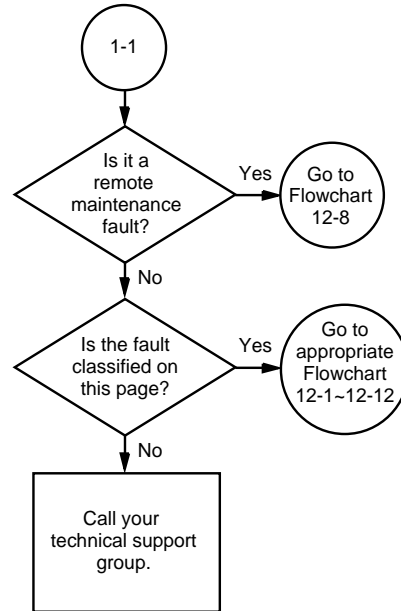 1-1
Is it a
remote
maintenance
fault?
Yes
Go to
Flowchart
12-8
No
Is the fault
classified on
this page?
Yes
Go to
appropriate
Flowchart
12-1~12-12
No
Call your
technical support
group.